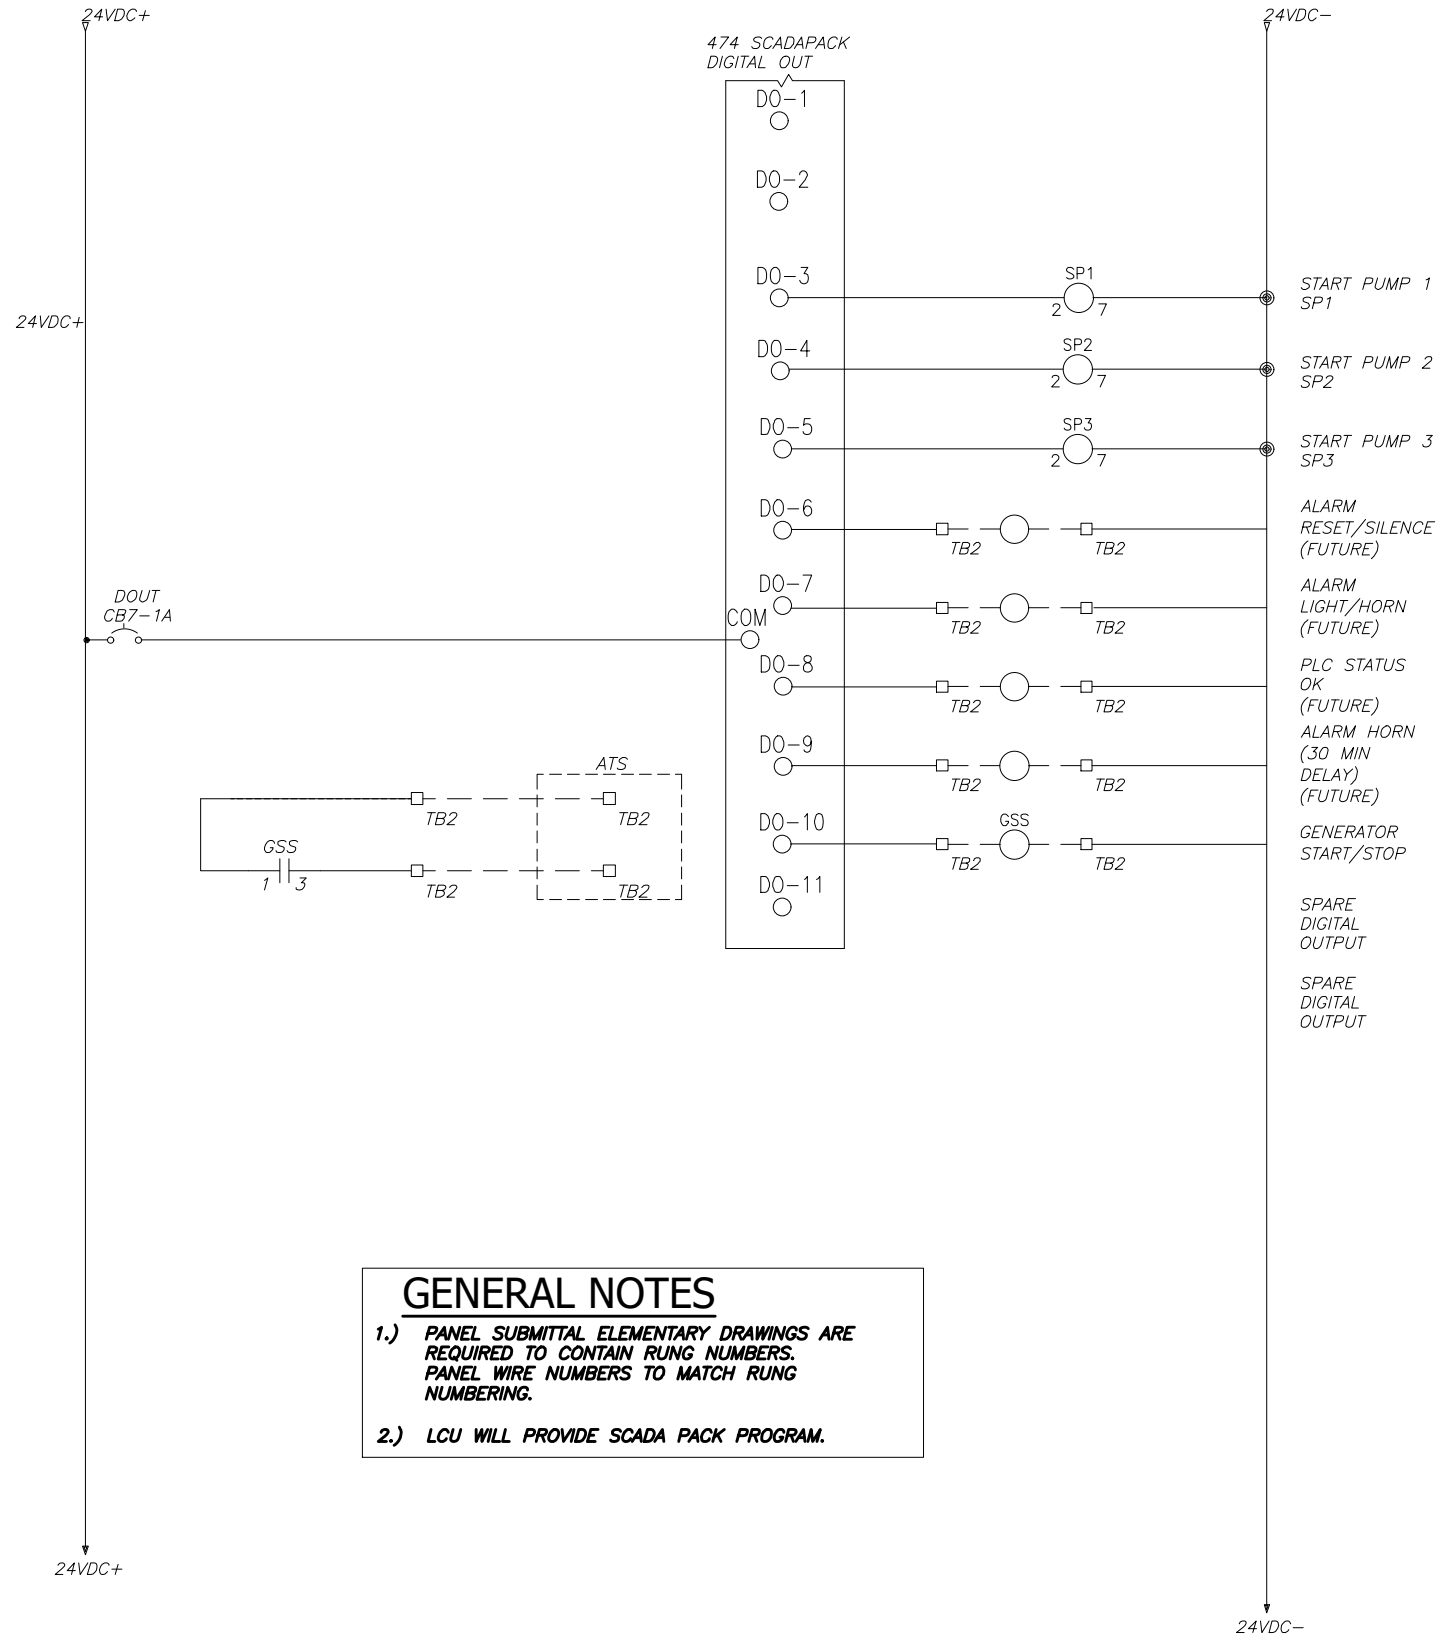 24VDC+
24VDC-
474 SCADAPACK
DIGITAL OUT
DO-1
DO-2
DO-3
SP1
2 7
START PUMP 1
SP1
24VDC+
DO-4
SP2
2 7
START PUMP 2
SP2
DO-5
SP3
2 7
START PUMP 3
SP3
DO-6
TB2
TB2
ALARM
RESET/SILENCE
(FUTURE)
DO-7
TB2
TB2
ALARM
LIGHT/HORN
(FUTURE)
DOUT
CB7-1A
COM
DO-8
TB2
TB2
PLC STATUS
OK
(FUTURE)
DO-9
TB2
TB2
ALARM HORN
(30 MIN
DELAY)
(FUTURE)
ATS
TB2
TB2
GSS
1 3
TB2
TB2
DO-10
GSS
TB2
TB2
GENERATOR
START/STOP
DO-11
SPARE
DIGITAL
OUTPUT
SPARE
DIGITAL
OUTPUT
GENERAL NOTES
1.) PANEL SUBMITTAL ELEMENTARY DRAWINGS ARE
REQUIRED TO CONTAIN RUNG NUMBERS.
PANEL WIRE NUMBERS TO MATCH RUNG
NUMBERING.
2.) LCU WILL PROVIDE SCADA PACK PROGRAM.
24VDC+
24VDC-